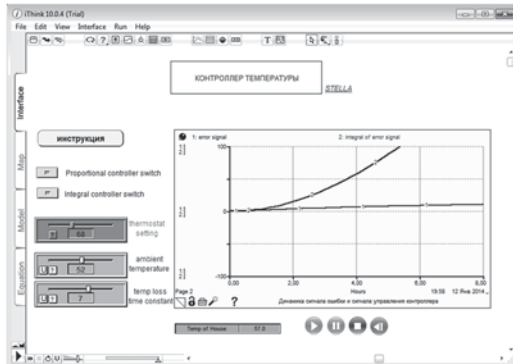 iThink 10.0.4 (Trial)
File Edit View Interface Run Help
КОНТРОЛЛЕР ТЕМПЕРАТУРЫ
STELLA
Interface
Map
Model
Equation
инструкция
Proportional controller switch
Integral controller switch
68
thermostat
setting
52
ambient
temperature
7
temp loss
time constant
1: error signal 2: integral of error signal
100
0
-100
0,00 2,00 4,00 6,00 8,00
Page 2 Hours 19:58 12 Янв 2014
Динамика сигнала ошибки и сигнала управления контроллера
Temp of House 57.0